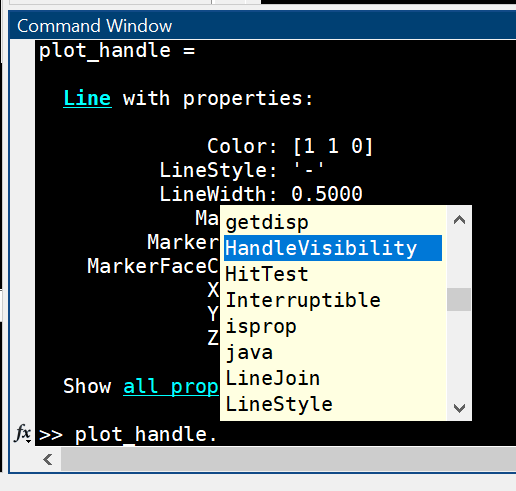 Command Window
plot_handle =
Line with properties:
Color: [1 1 0]
LineStyle: '-'
LineWidth: 0.5000
Ma
Marker
MarkerFaceC
X
Y
Z
Show all prop
getdisp
HandleVisibility
HitTest
Interruptible
isprop
java
LineJoin
LineStyle
fx >> plot_handle.